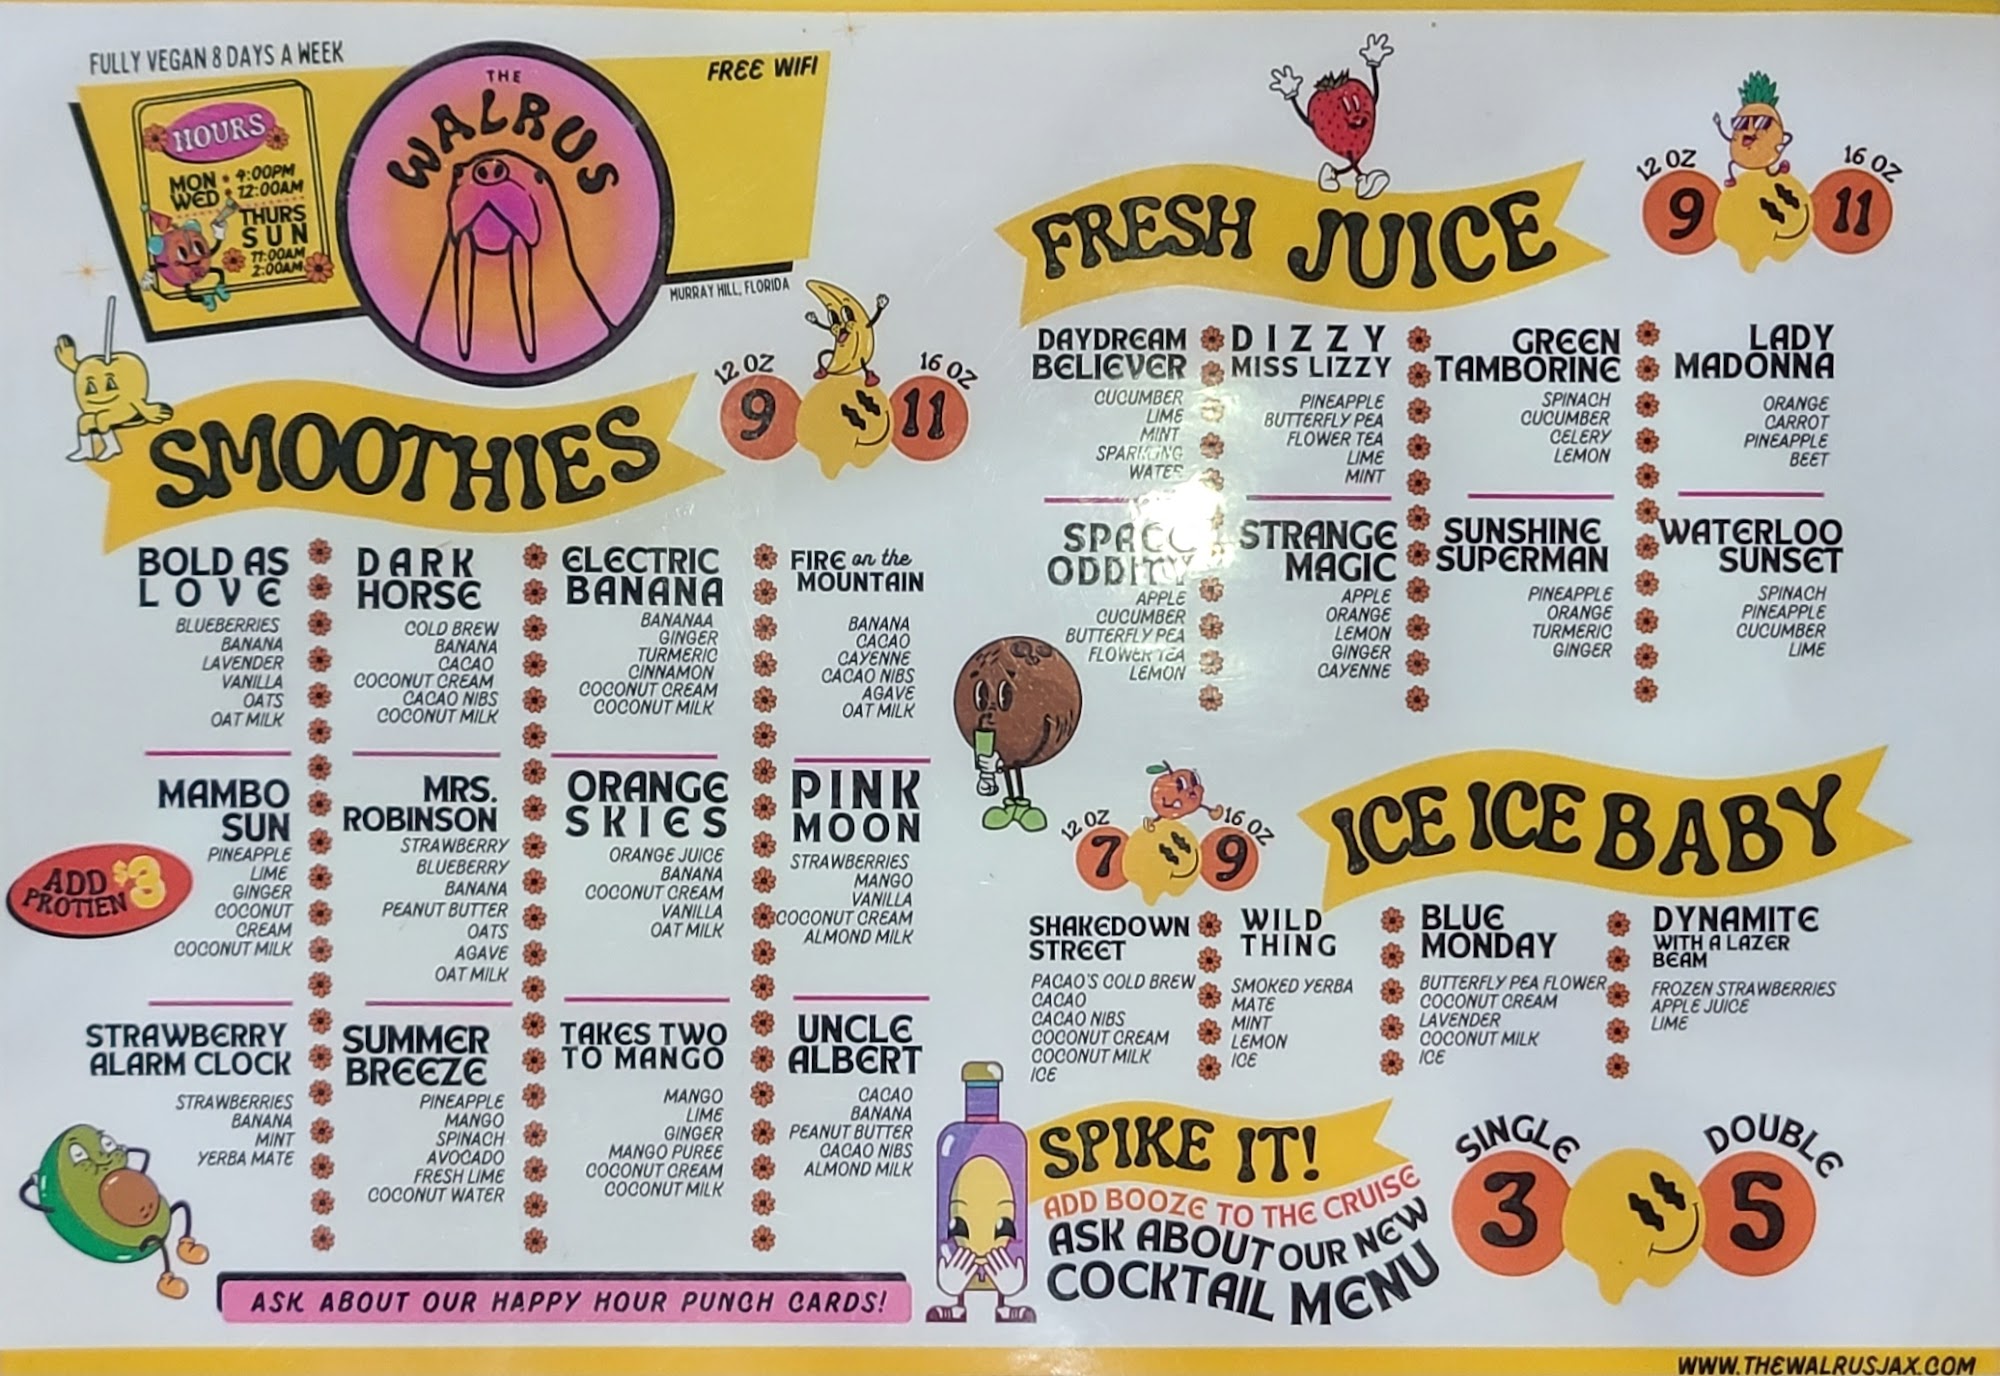 FULLY VEGAN 8 DAYS A WEEK
FREE WIFI
HOURS
MON WED • 4:00PM 12:00AM
THURS
SUN
11:00AM
2:00AM
THE
WALRUS
MURRAY HILL, FLORIDA
SMOOTHIES
12 OZ 16 OZ
9 11
BOLD AS
LOVE
BLUEBERRIES
BANANA
LAVENDER
VANILLA
OATS
OAT MILK
DARK
HORSE
COLD BREW
BANANA
CACAO
COCONUT CREAM
CACAO NIBS
COCONUT MILK
ELECTRIC
BANANA
BANANAA
GINGER
TURMERIC
CINNAMON
COCONUT CREAM
COCONUT MILK
FIRE on the
MOUNTAIN
BANANA
CACAO
CAYENNE
CACAO NIBS
AGAVE
OAT MILK
MAMBO
SUN
PINEAPPLE
LIME
GINGER
COCONUT
CREAM
COCONUT MILK
ADD $3
PROTIEN
MRS.
ROBINSON
STRAWBERRY
BLUEBERRY
BANANA
PEANUT BUTTER
OATS
AGAVE
OAT MILK
ORANGE
SKIES
ORANGE JUICE
BANANA
COCONUT CREAM
VANILLA
OAT MILK
PINK
MOON
STRAWBERRIES
MANGO
VANILLA
COCONUT CREAM
ALMOND MILK
STRAWBERRY
ALARM CLOCK
STRAWBERRIES
BANANA
MINT
YERBA MATE
SUMMER
BREEZE
PINEAPPLE
MANGO
SPINACH
AVOCADO
FRESH LIME
COCONUT WATER
TAKES TWO
TO MANGO
MANGO
LIME
GINGER
MANGO PUREE
COCONUT CREAM
COCONUT MILK
UNCLE
ALBERT
CACAO
BANANA
PEANUT BUTTER
CACAO NIBS
ALMOND MILK
ASK ABOUT OUR HAPPY HOUR PUNCH CARDS!
FRESH JUICE
12 OZ 16 OZ
9 11
DAYDREAM
BELIEVER
CUCUMBER
LIME
MINT
SPARKLING
WATER
DIZZY
MISS LIZZY
PINEAPPLE
BUTTERFLY PEA
FLOWER TEA
LIME
MINT
GREEN
TAMBORINE
SPINACH
CUCUMBER
CELERY
LEMON
LADY
MADONNA
ORANGE
CARROT
PINEAPPLE
BEET
SPACE
ODDITY
APPLE
CUCUMBER
BUTTERFLY PEA
FLOWER TEA
LEMON
STRANGE
MAGIC
APPLE
ORANGE
LEMON
GINGER
CAYENNE
SUNSHINE
SUPERMAN
PINEAPPLE
ORANGE
TURMERIC
GINGER
WATERLOO
SUNSET
SPINACH
PINEAPPLE
CUCUMBER
LIME
ICE ICE BABY
12 OZ 16 OZ
7 9
SHAKEDOWN
STREET
PACAO'S COLD BREW
CACAO
CACAO NIBS
COCONUT CREAM
COCONUT MILK
ICE
WILD
THING
SMOKED YERBA
MATE
MINT
LEMON
ICE
BLUE
MONDAY
BUTTERFLY PEA FLOWER
COCONUT CREAM
LAVENDER
COCONUT MILK
ICE
DYNAMITE
WITH A LAZER
BEAM
FROZEN STRAWBERRIES
APPLE JUICE
LIME
SPIKE IT!
ADD BOOZE TO THE CRUISE
ASK ABOUT OUR NEW
COCKTAIL MENU
SINGLE DOUBLE
3 5
WWW.THEWALRUSJAX.COM